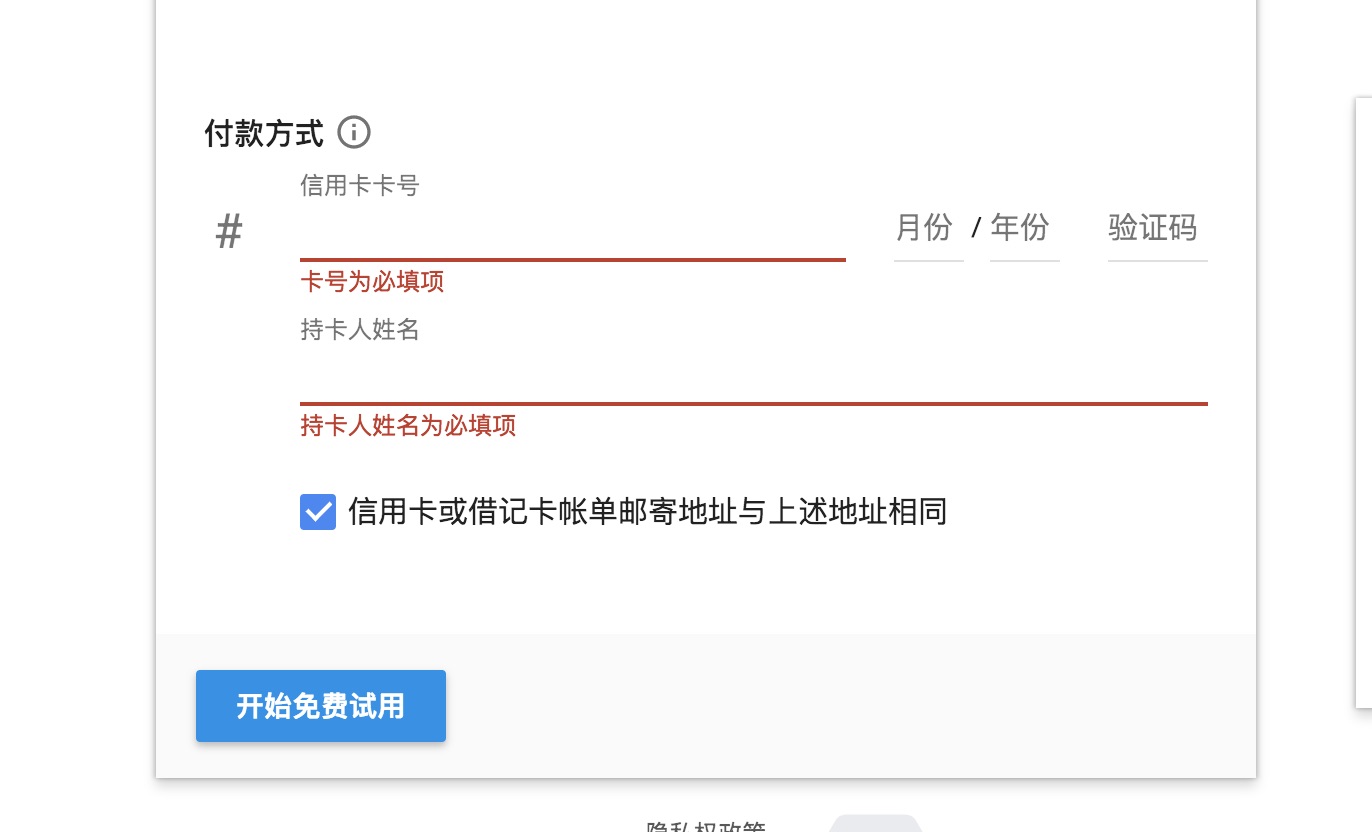 付款方式
信用卡卡号
# 月份 / 年份 验证码
卡号为必填项
持卡人姓名
持卡人姓名为必填项
信用卡或借记卡帐单邮寄地址与上述地址相同
开始免费试用
隐私权政策